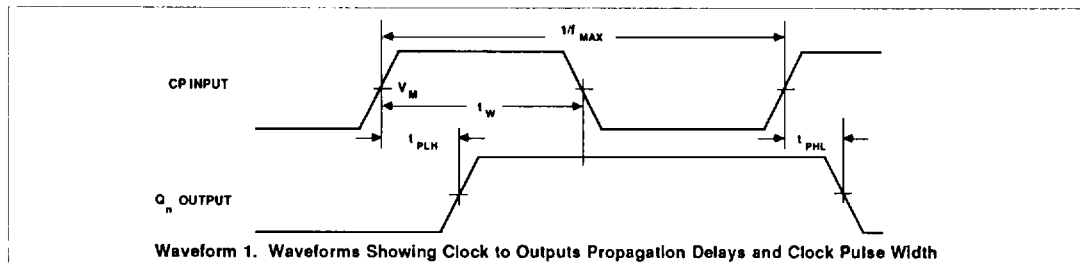 1/f MAX
CP INPUT
V M
t W
t PLH
t PHL
Q n OUTPUT
Waveform 1. Waveforms Showing Clock to Outputs Propagation Delays and Clock Pulse Width